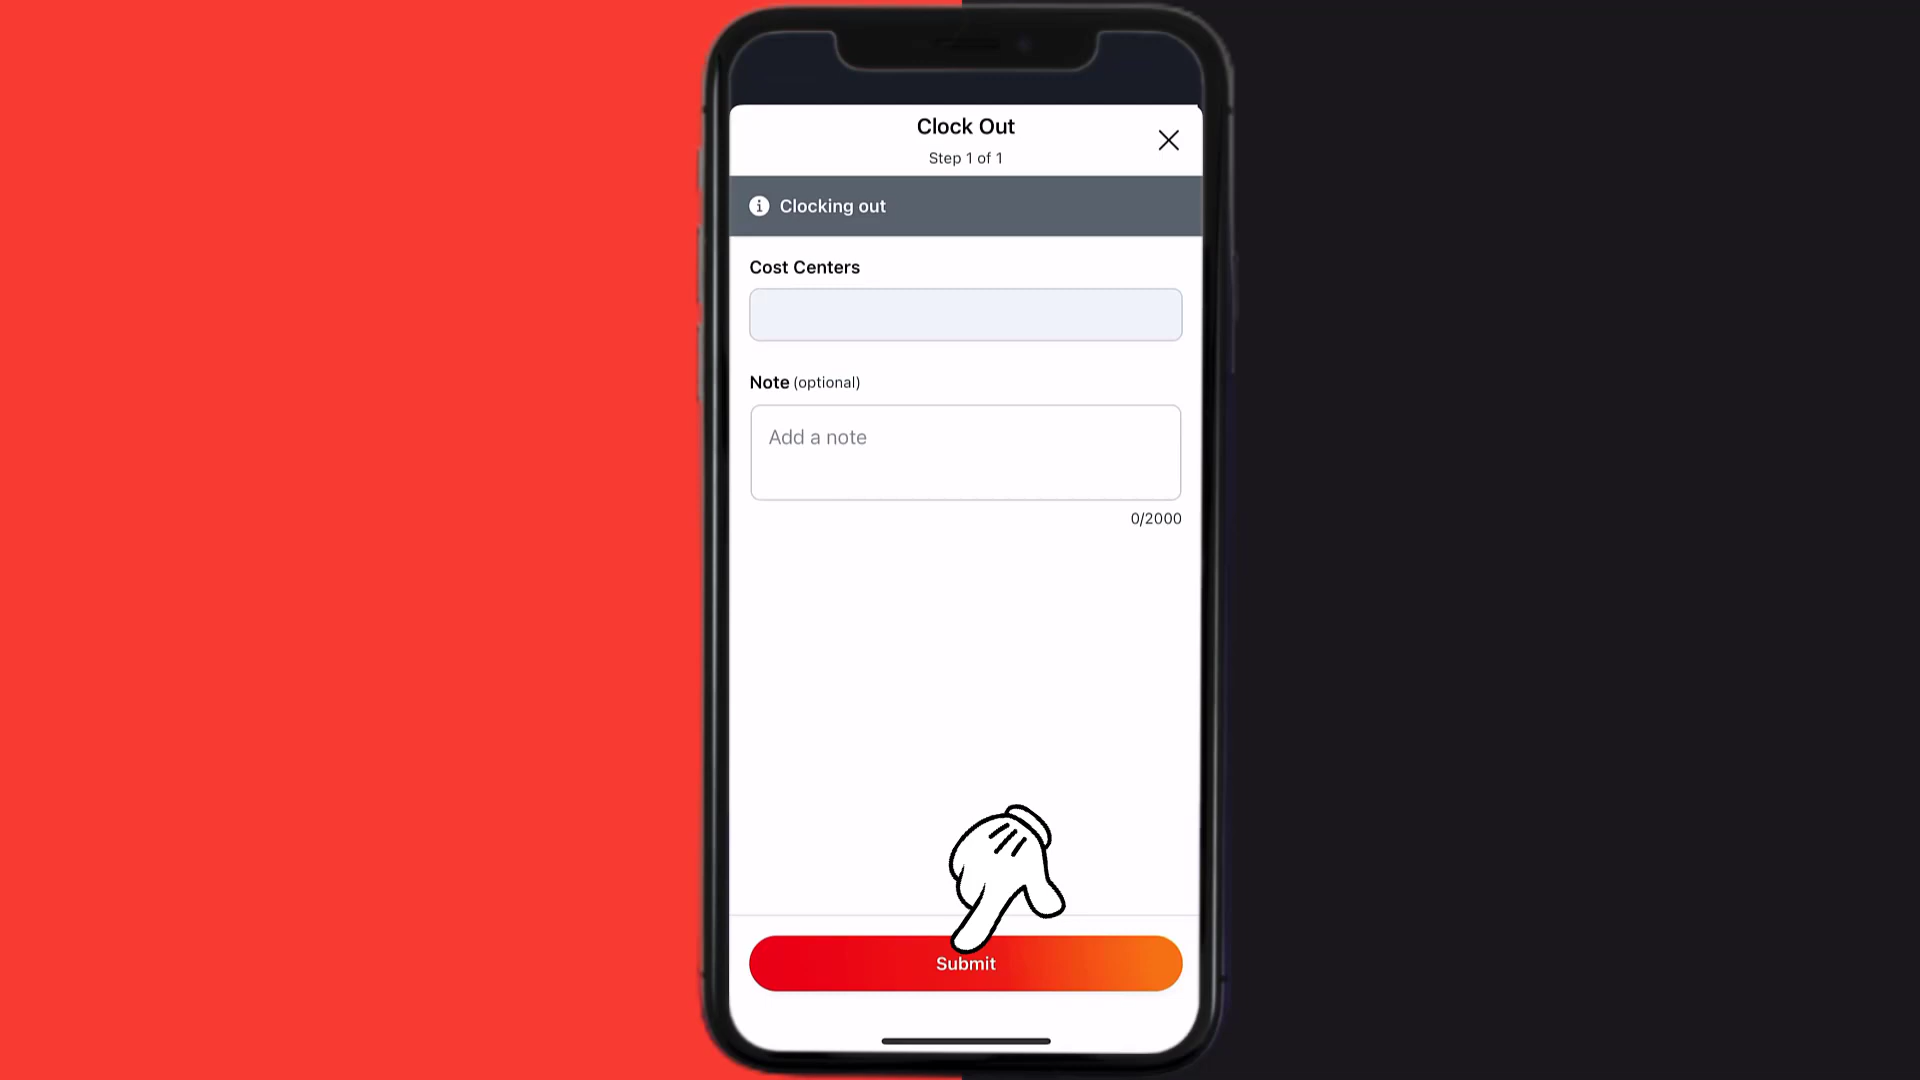 Clock Out
Step 1 of 1
Clocking out
Cost Centers
Note (optional)
Add a note
0/2000
Submit